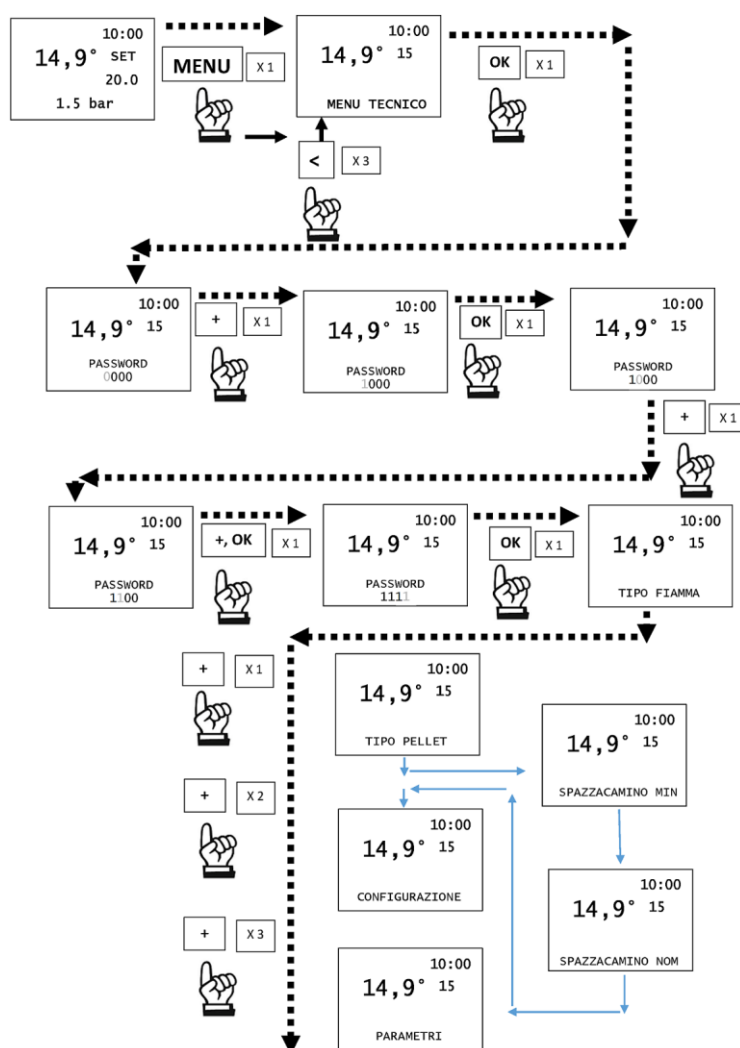 10:00
14,9° SET
20.0
1.5 bar
MENU
X 1
10:00
14,9° 15
MENU TECNICO
OK
X 1
<
X 3
10:00
14,9° 15
PASSWORD
0000
+
X 1
10:00
14,9° 15
PASSWORD
1000
OK
X 1
10:00
14,9° 15
PASSWORD
1000
+
X 1
10:00
14,9° 15
PASSWORD
1100
+, OK
X 1
10:00
14,9° 15
PASSWORD
1111
OK
X 1
10:00
14,9° 15
TIPO FIAMMA
+
X 1
10:00
14,9° 15
TIPO PELLET
10:00
14,9° 15
SPAZZACAMINO MIN
+
X 2
10:00
14,9° 15
CONFIGURAZIONE
10:00
14,9° 15
SPAZZACAMINO NOM
+
X 3
10:00
14,9° 15
PARAMETRI